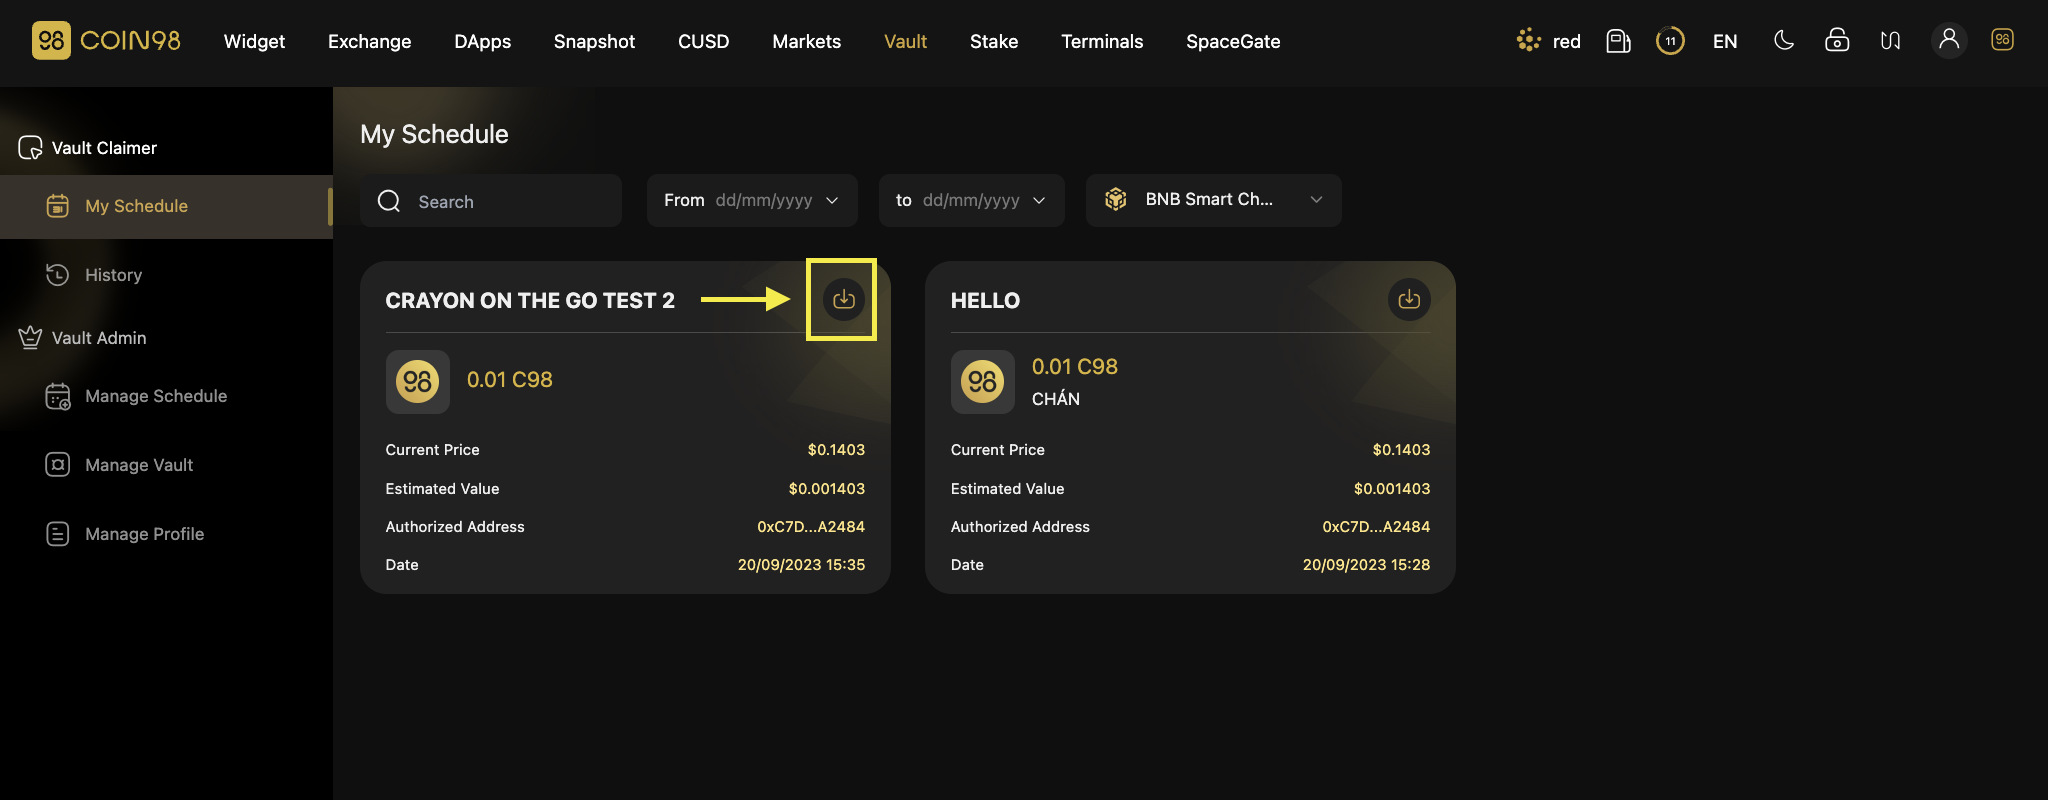 98 COIN98 Widget Exchange DApps Snapshot CUSD Markets Vault Stake Terminals SpaceGate red 11 EN 98
Vault Claimer
My Schedule
History
Vault Admin
Manage Schedule
Manage Vault
Manage Profile
My Schedule
Search From dd/mm/yyyy to dd/mm/yyyy BNB Smart Ch...
CRAYON ON THE GO TEST 2
98 0.01 C98
Current Price $0.1403
Estimated Value $0.001403
Authorized Address 0xC7D...A2484
Date 20/09/2023 15:35
HELLO
98 0.01 C98
CHÁN
Current Price $0.1403
Estimated Value $0.001403
Authorized Address 0xC7D...A2484
Date 20/09/2023 15:28